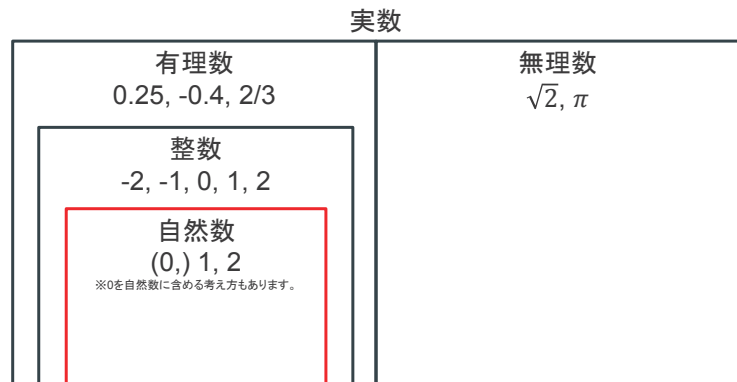 実数
有理数
0.25, -0.4, 2/3
無理数
√2, π
整数
-2, -1, 0, 1, 2
自然数
(0,) 1, 2
※0を自然数に含める考え方もあります。